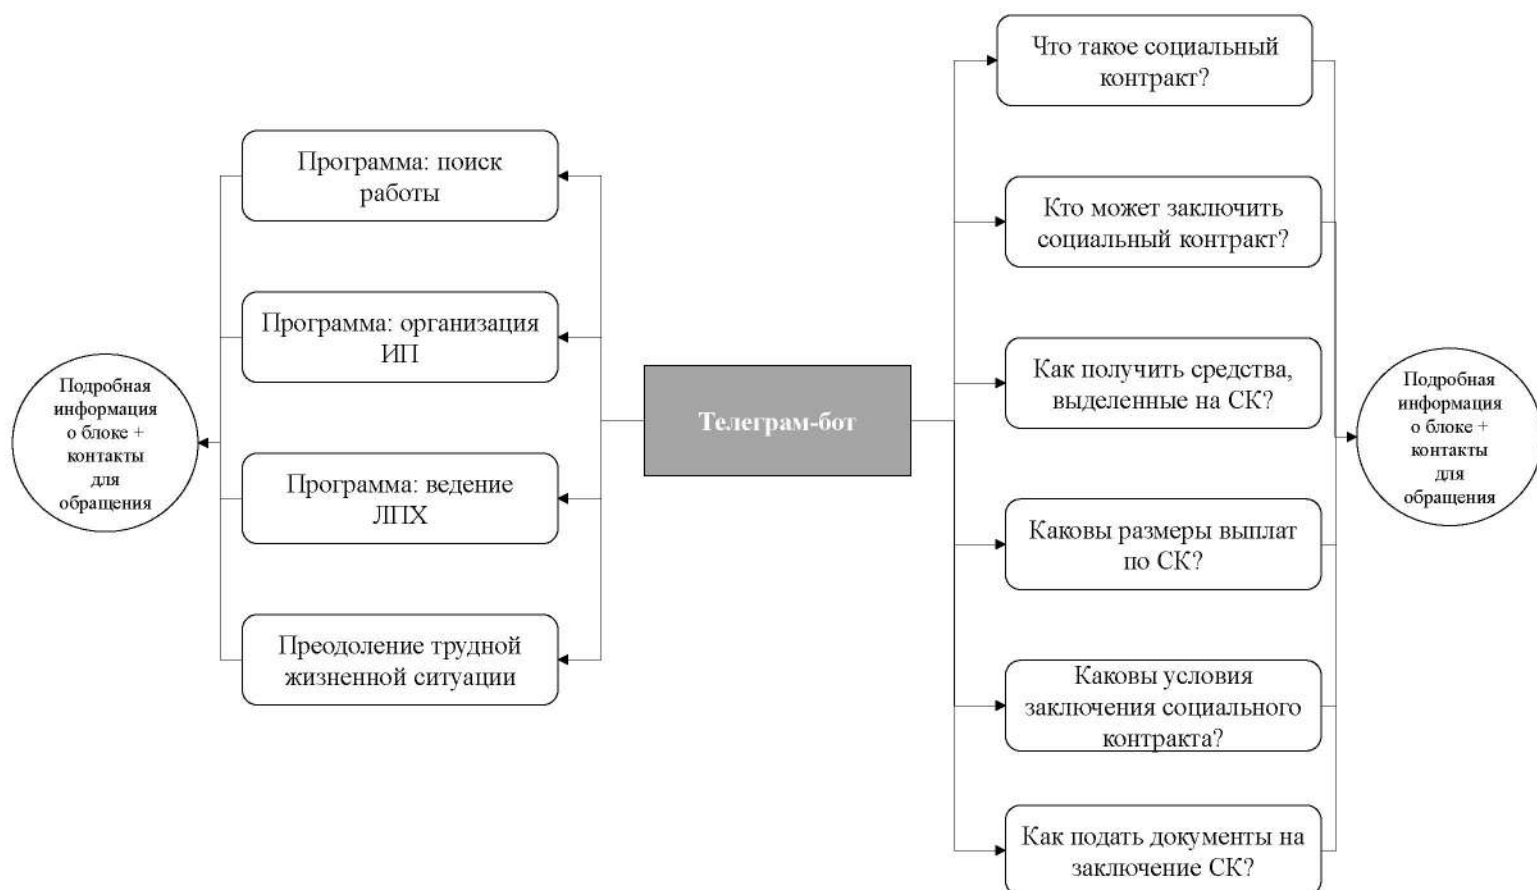 Что такое социальный
контракт?
Программа: поиск
работы
Кто может заключить
социальный контракт?
Программа: организация
ИП
Как получить средства,
выделенные на СК?
Подробная
информация
о блоке +
контакты
для
обращения
Телеграм-бот
Подробная
информация
о блоке +
контакты
для
обращения
Программа: ведение
ЛПХ
Каковы размеры выплат
по СК?
Преодоление трудной
жизненной ситуации
Каковы условия
заключения социального
контракта?
Как подать документы на
заключение СК?